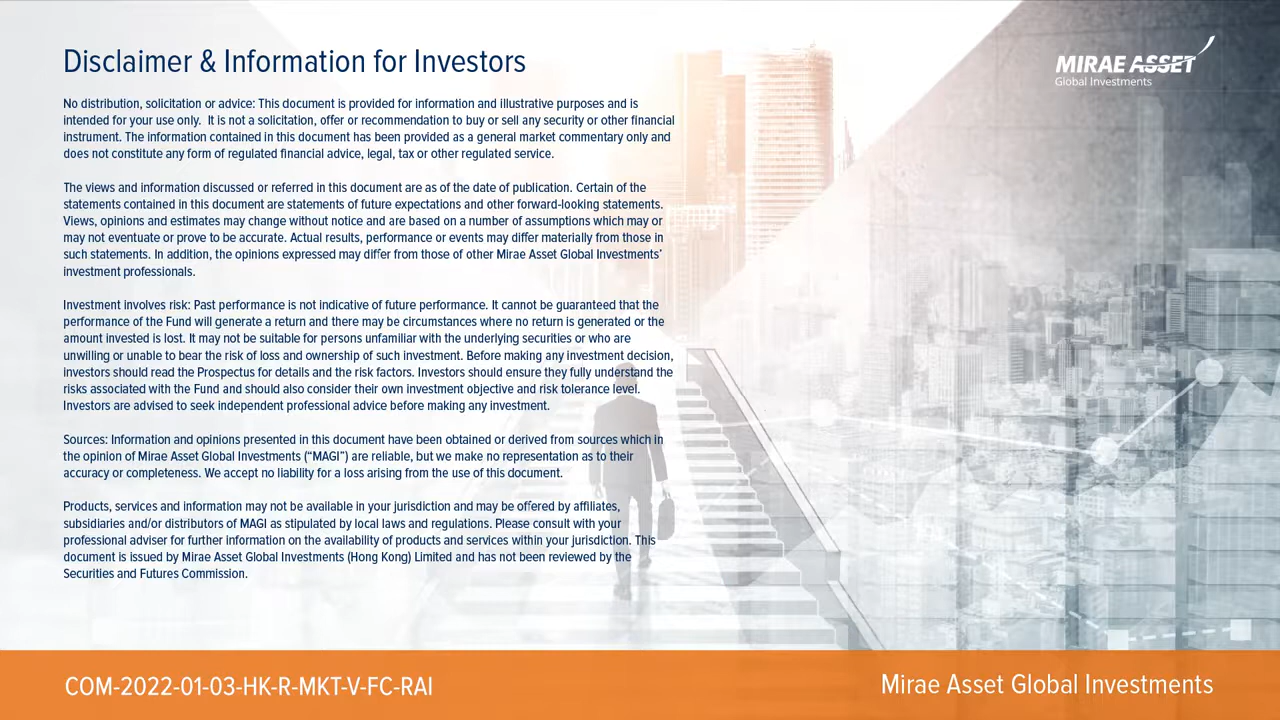 Disclaimer & Information for Investors
MIRAE ASSET
Global Investments
No distribution, solicitation or advice: This document is provided for information and illustrative purposes and is
intended for your use only.  It is not a solicitation, offer or recommendation to buy or sell any security or other financial
instrument. The information contained in this document has been provided as a general market commentary only and
does not constitute any form of regulated financial advice, legal, tax or other regulated service.
The views and information discussed or referred in this document are as of the date of publication. Certain of the
statements contained in this document are statements of future expectations and other forward-looking statements.
Views, opinions and estimates may change without notice and are based on a number of assumptions which may or
may not eventuate or prove to be accurate. Actual results, performance or events may differ materially from those in
such statements. In addition, the opinions expressed may differ from those of other Mirae Asset Global Investments’
investment professionals.
Investment involves risk: Past performance is not indicative of future performance. It cannot be guaranteed that the
performance of the Fund will generate a return and there may be circumstances where no return is generated or the
amount invested is lost. It may not be suitable for persons unfamiliar with the underlying securities or who are
unwilling or unable to bear the risk of loss and ownership of such investment. Before making any investment decision,
investors should read the Prospectus for details and the risk factors. Investors should ensure they fully understand the
risks associated with the Fund and should also consider their own investment objective and risk tolerance level.
Investors are advised to seek independent professional advice before making any investment.
Sources: Information and opinions presented in this document have been obtained or derived from sources which in
the opinion of Mirae Asset Global Investments (“MAGI”) are reliable, but we make no representation as to their
accuracy or completeness. We accept no liability for a loss arising from the use of this document.
Products, services and information may not be available in your jurisdiction and may be offered by affiliates,
subsidiaries and/or distributors of MAGI as stipulated by local laws and regulations. Please consult with your
professional adviser for further information on the availability of products and services within your jurisdiction. This
document is issued by Mirae Asset Global Investments (Hong Kong) Limited and has not been reviewed by the
Securities and Futures Commission.
COM-2022-01-03-HK-R-MKT-V-FC-RAI
Mirae Asset Global Investments